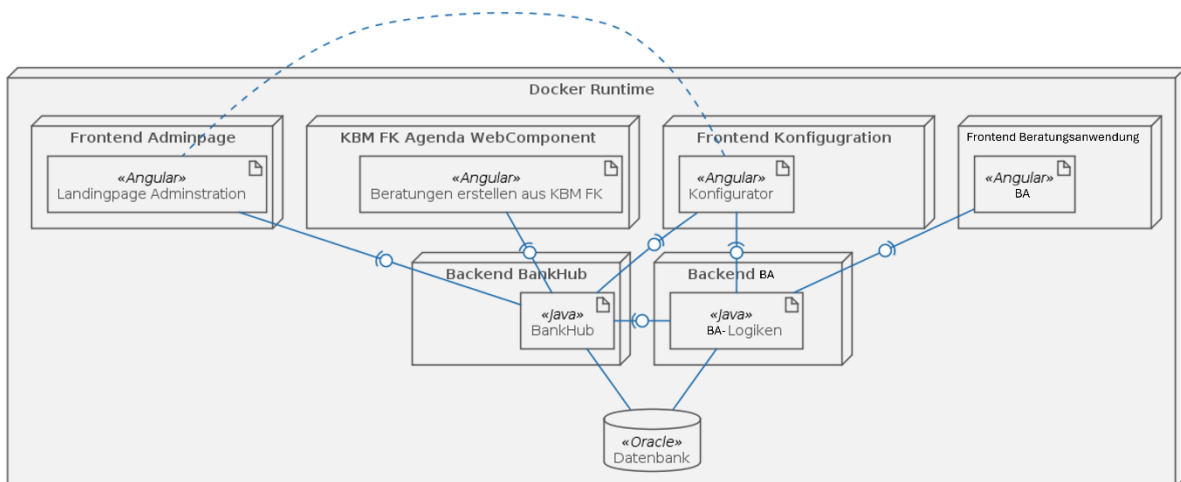 Docker Runtime
Frontend Adminpage
«Angular»
Landingpage Adminstration
KBM FK Agenda WebComponent
«Angular»
Beratungen erstellen aus KBM FK
Frontend Konfigugration
«Angular»
Konfigurator
Frontend Beratungsanwendung
«Angular»
BA
Backend BankHub
«Java»
BankHub
Backend BA
«Java»
BA-Logiken
«Oracle»
Datenbank